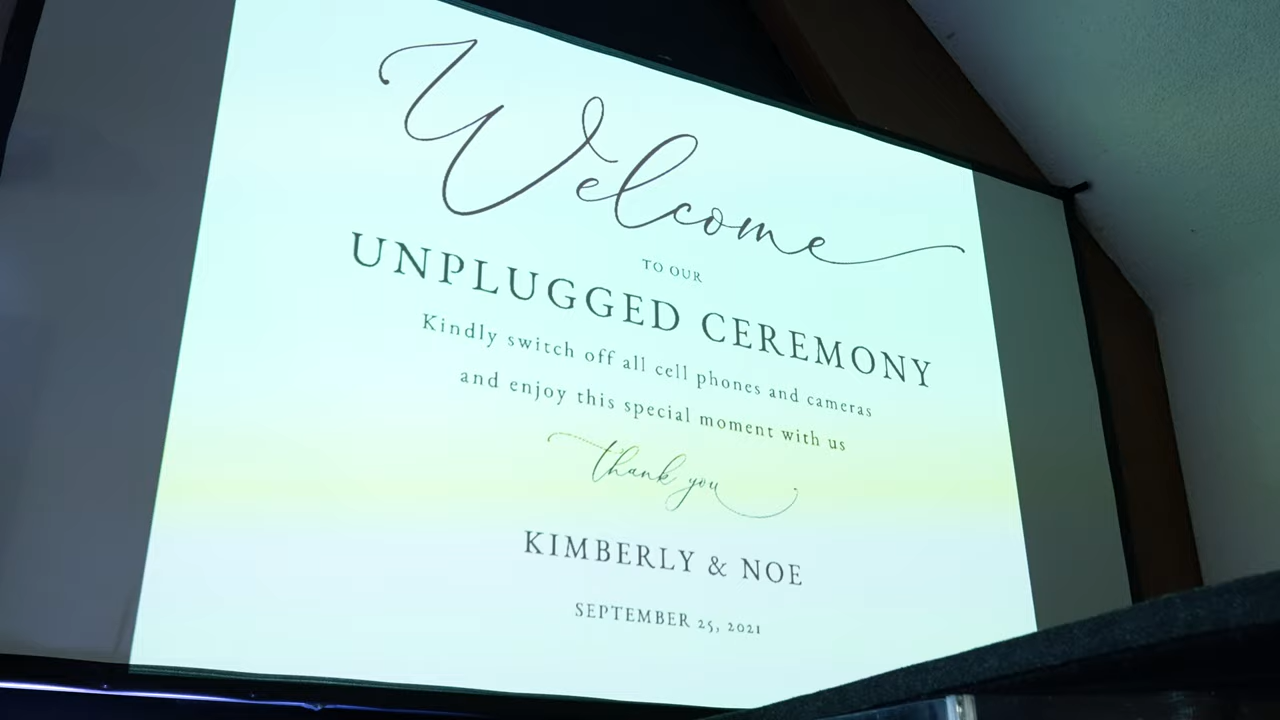 Welcome
TO OUR
UNPLUGGED CEREMONY
Kindly switch off all cell phones and cameras
and enjoy this special moment with us
thank you
KIMBERLY & NOE
SEPTEMBER 25, 2021